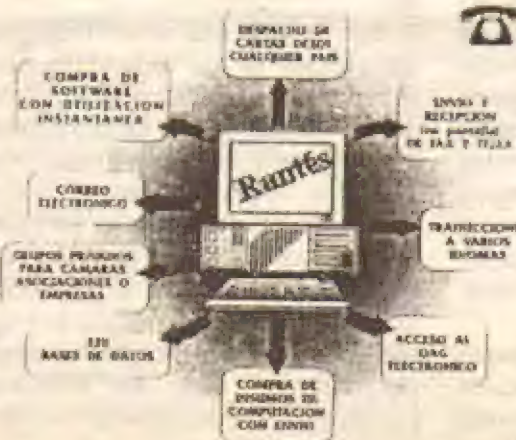 DESPACHO DE
CARTAS DESDE
CUALQUIER PAIS
COMPRA DE
SOFTWARE
CON UTILIZACION
INSTANTANEA
ENVIO Y
RECEPCION
DE FAX Y TELEX
Runtés
CORREO
ELECTRONICO
TRADUCCIONES
A VARIOS
IDIOMAS
GRUPOS PRIVADOS
PARA CAMARAS
ASOCIACIONES O
EMPRESAS
BASES DE DATOS
ACCESO AL
OAG
ELECTRONICO
COMPRA DE
INSUMOS DE
COMPUTACION
CON ENVIO